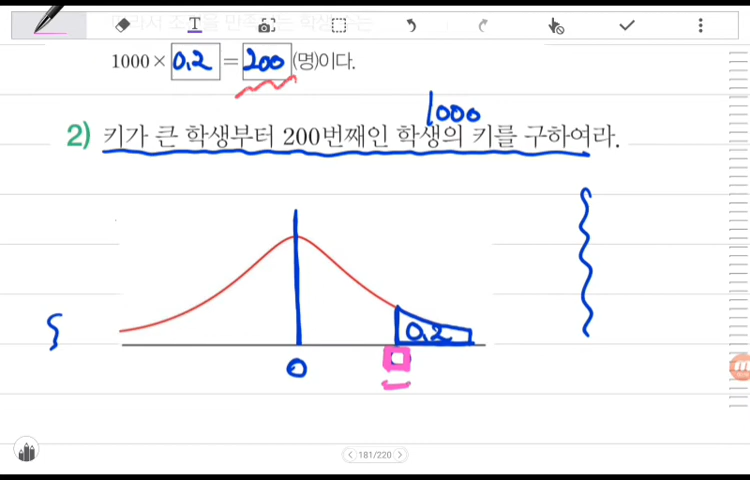 T
1000 × 0.2 = 200 (명)이다.
1000
2) 키가 큰 학생부터 200번째인 학생의 키를 구하여라.
0.2
0
181/220